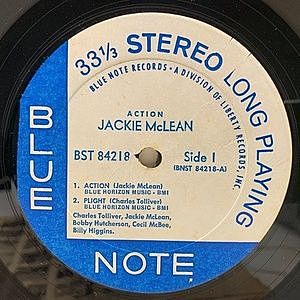 33⅓ STEREO LONG PLAYING
BLUE NOTE RECORDS · A DIVISION OF LIBERTY RECORDS, INC.
ACTION
JACKIE McLEAN
BST 84218
Side 1
(BNST 84218-A)
1. ACTION (Jackie McLean)
BLUE HORIZON MUSIC - BMI
2. PLIGHT (Charles Tolliver)
BLUE HORIZON MUSIC - BMI
Charles Tolliver, Jackie McLean,
Bobby Hutcherson, Cecil McBee,
Billy Higgins.
BLUE
NOTE